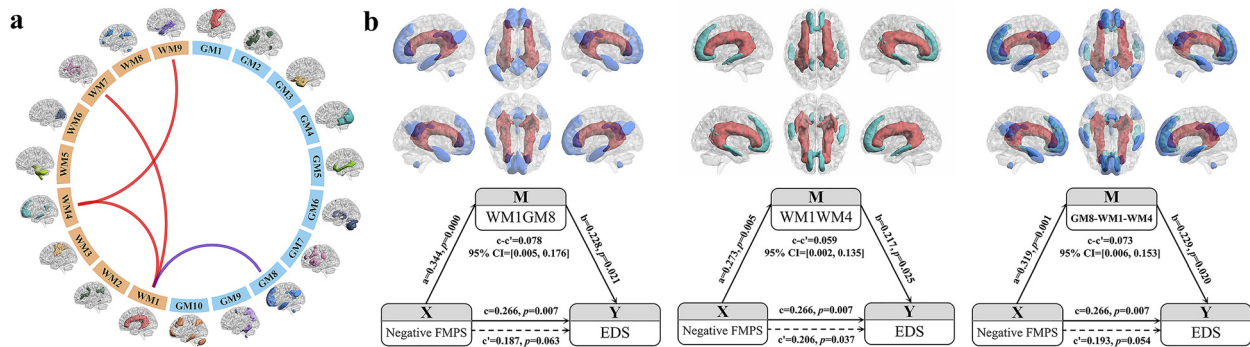 a
b
WM9
GM1
GM2
GM3
GM4
GM5
GM6
GM7
GM8
GM9
GM10
WM1
WM2
WM3
WM4
WM5
WM6
WM7
WM8
M
WM1GM8
c-c'=0.078
95% CI=[0.005, 0.176]
a=0.344, p=0.000
b=0.228, p=0.021
X
Negative FMPS
c=0.266, p=0.007
c'=0.187, p=0.063
Y
EDS
M
WM1WM4
c-c'=0.059
95% CI=[0.002, 0.135]
a=0.273, p=0.005
b=0.217, p=0.025
X
Negative FMPS
c=0.266, p=0.007
c'=0.206, p=0.037
Y
EDS
M
GM8-WM1-WM4
c-c'=0.073
95% CI=[0.006, 0.153]
a=0.319, p=0.001
b=0.229, p=0.020
X
Negative FMPS
c=0.266, p=0.007
c'=0.193, p=0.054
Y
EDS